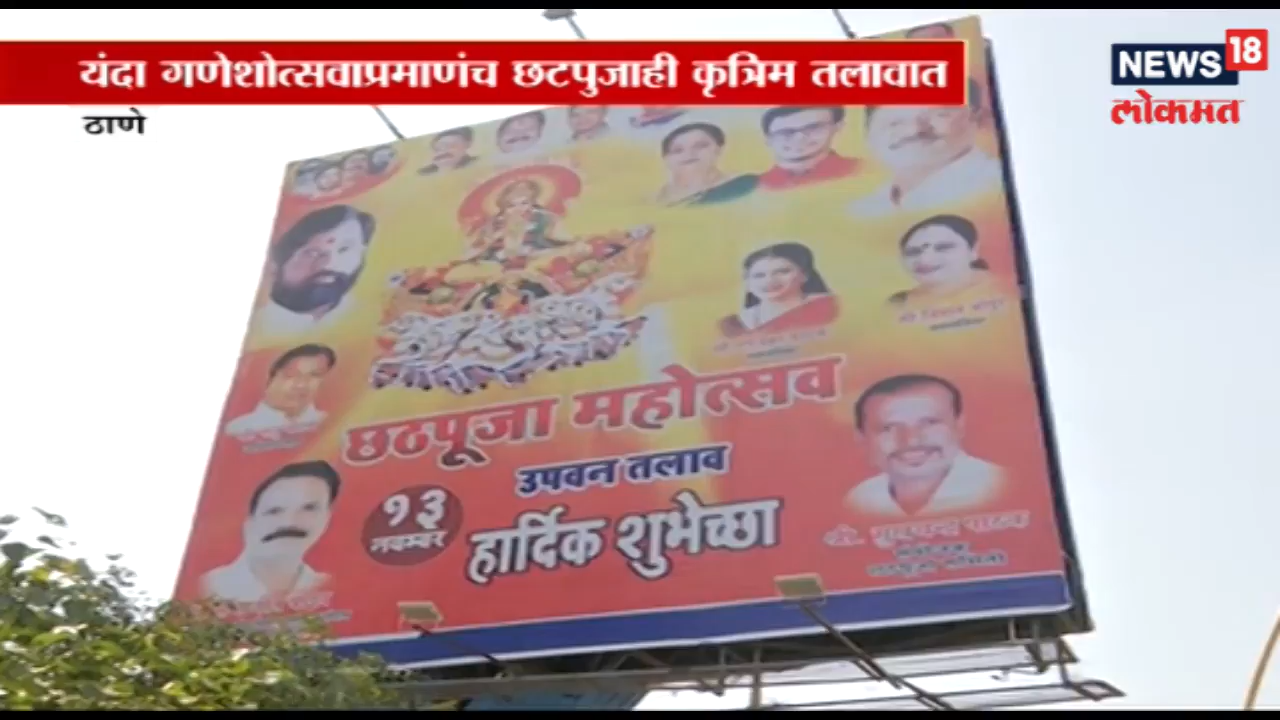 यंदा गणेशोत्सवाप्रमाणंच छटपुजाही कृत्रिम तलावात
ठाणे
NEWS 18
लोकमत
छठपूजा महोत्सव
उपवन तलाव
१३
नवम्बर
हार्दिक शुभेच्छा
श्री.